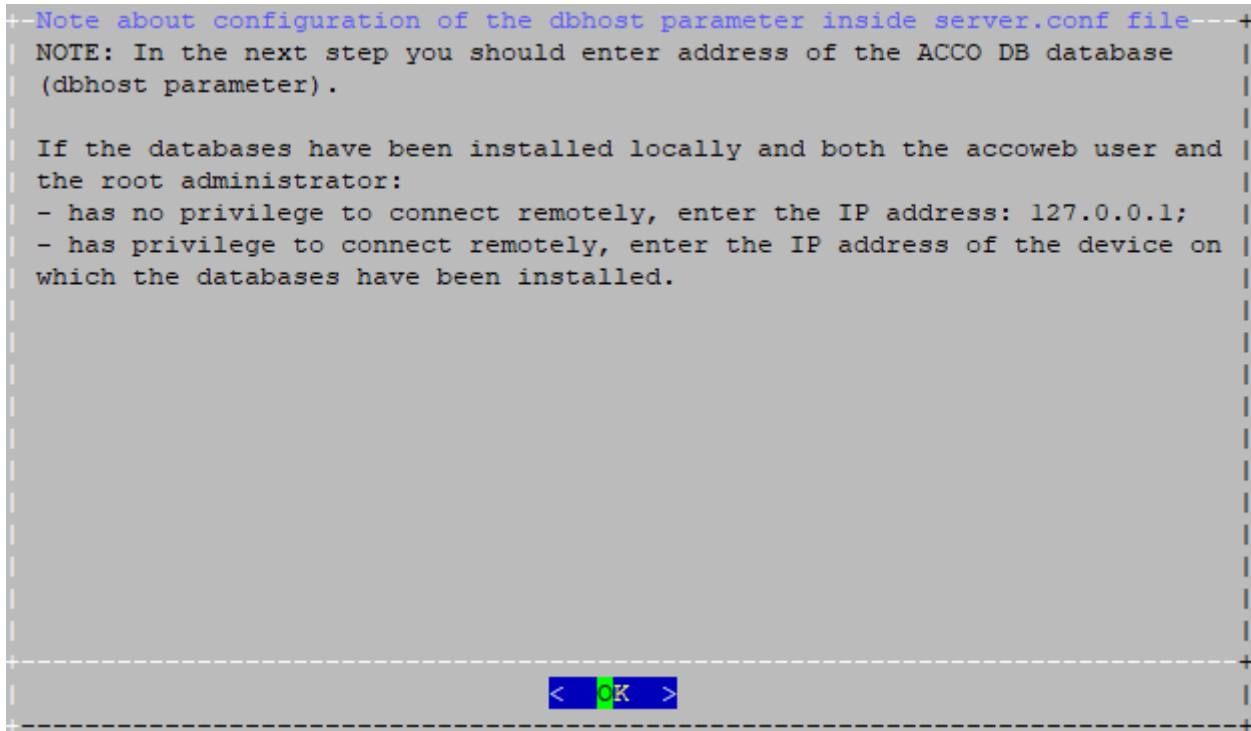 Note about configuration of the dbhost parameter inside server.conf file
NOTE: In the next step you should enter address of the ACCO DB database
(dbhost parameter).
If the databases have been installed locally and both the accoweb user and
the root administrator:
- has no privilege to connect remotely, enter the IP address: 127.0.0.1;
- has privilege to connect remotely, enter the IP address of the device on
which the databases have been installed.
< OK >